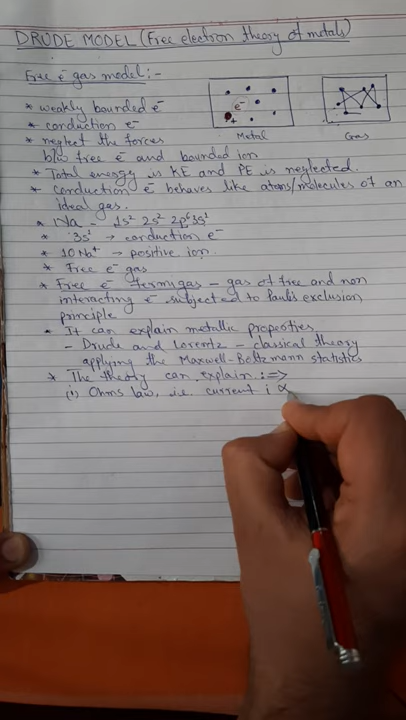 DRUDE MODEL (Free electron theory of metals)
Free e⁻ gas model :-
* weakly bounded e⁻
* conduction e⁻
* neglect the forces
b/w free e⁻ and bounded ion
e⁻
+
Metal
Gas
* Total energy is KE and PE is neglected.
* conduction e⁻ behaves like atoms/molecules of an
ideal gas.
* Na - 1s² 2s² 2p⁶ 3s¹
* 3s¹ → conduction e⁻
* 10 Na⁺ → positive ion.
* Free e⁻ gas
* Free e⁻ fermigas - gas of free and non
interacting e⁻ subjected to Pauli's exclusion
principle
* It can explain metallic properties
- Drude and Lorentz - classical theory
applying the Maxwell-Boltzmann statistics
* The theory can explain :=>
(i) Ohms law, i.e. current i ∝